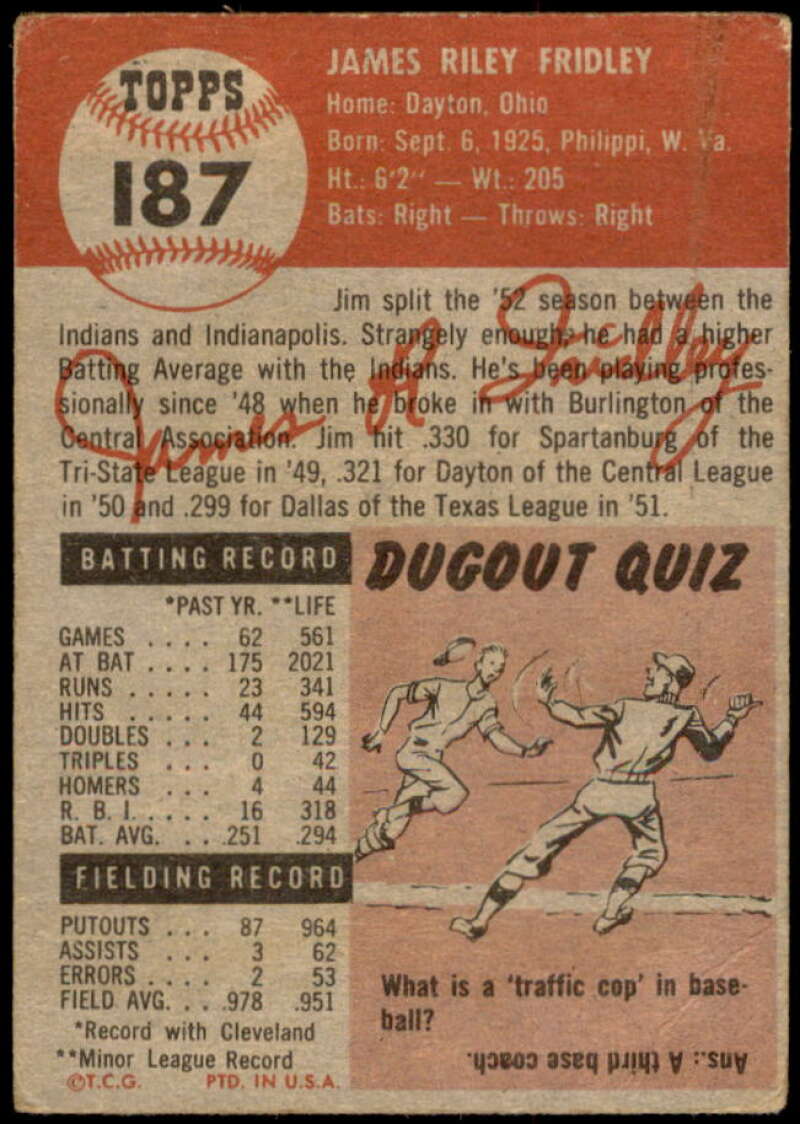 TOPPS
187
JAMES RILEY FRIDLEY
Home: Dayton, Ohio
Born: Sept. 6, 1925, Philippi, W. Va.
Ht.: 6'2" — Wt.: 205
Bats: Right — Throws: Right
Jim split the '52 season between the
Indians and Indianapolis. Strangely enough, he had a higher
Batting Average with the Indians. He's been playing profes-
sionally since '48 when he broke in with Burlington of the
Central Association. Jim hit .330 for Spartanburg of the
Tri-State League in '49, .321 for Dayton of the Central League
in '50 and .299 for Dallas of the Texas League in '51.
James R Fridley
BATTING RECORD
*PAST YR. **LIFE
GAMES .... 62 561
AT BAT .... 175 2021
RUNS ..... 23 341
HITS ..... 44 594
DOUBLES ... 2 129
TRIPLES ... 0 42
HOMERS ... 4 44
R. B. I. .... 16 318
BAT. AVG. .. .251 .294
FIELDING RECORD
PUTOUTS ... 87 964
ASSISTS ... 3 62
ERRORS .... 2 53
FIELD AVG. .. .978 .951
*Record with Cleveland
**Minor League Record
©T.C.G. PTD. IN U.S.A.
DUGOUT QUIZ
What is a 'traffic cop' in base-
ball?
Ans.: A third base coach.